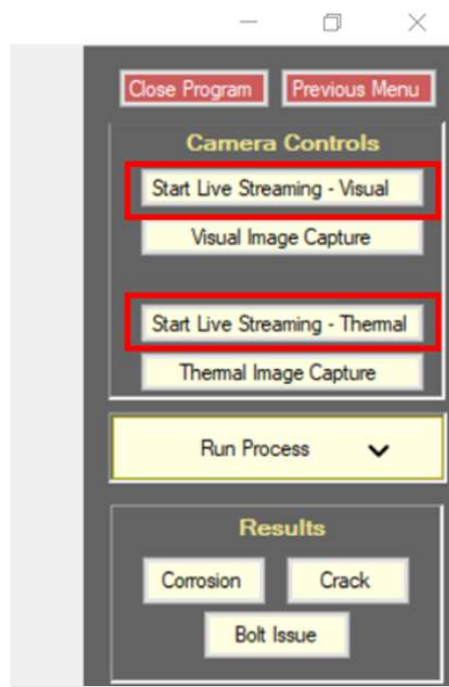 Close Program Previous Menu
Camera Controls
Start Live Streaming - Visual
Visual Image Capture
Start Live Streaming - Thermal
Thermal Image Capture
Run Process
Results
Corrosion Crack
Bolt Issue